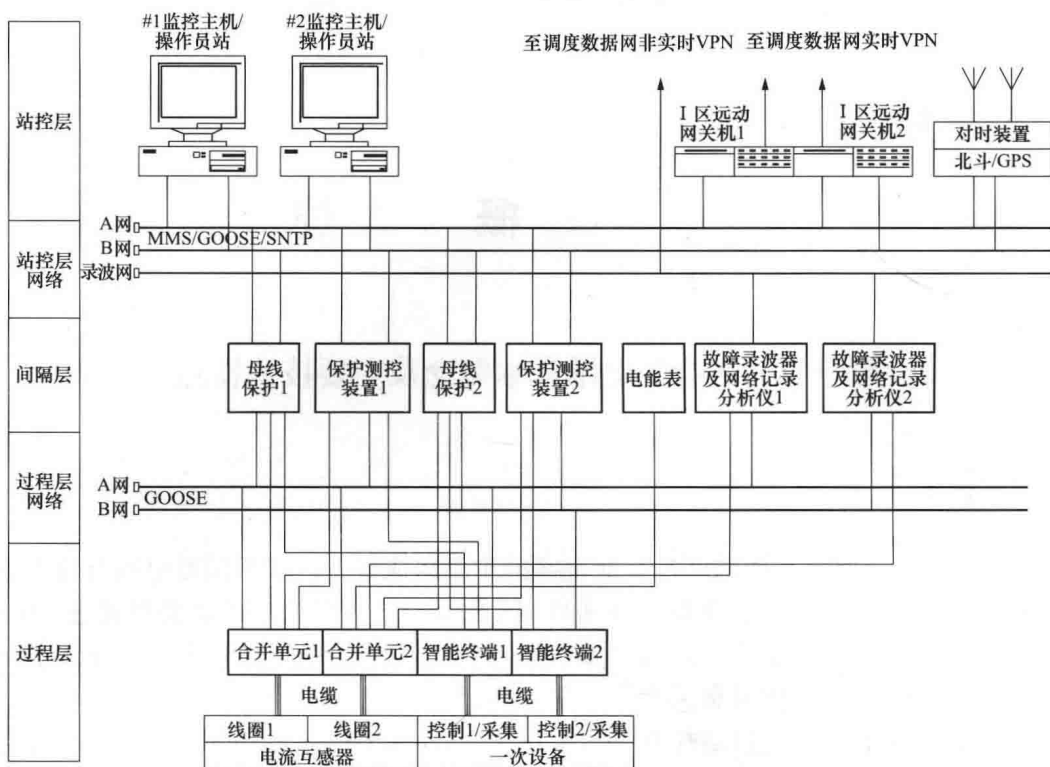 #1监控主机/
操作员站
#2监控主机/
操作员站
至调度数据网非实时VPN
至调度数据网实时VPN
站控层
Ⅰ区远动
网关机1
Ⅰ区远动
网关机2
对时装置
北斗/GPS
A网
MMS/GOOSE/SNTP
B网
录波网
站控层
网络
间隔层
母线
保护1
保护测控
装置1
母线
保护2
保护测控
装置2
电能表
故障录波器
及网络记录
分析仪1
故障录波器
及网络记录
分析仪2
过程层
网络
A网
GOOSE
B网
过程层
合并单元1
合并单元2
智能终端1
智能终端2
电缆
电缆
线圈1
线圈2
控制1/采集
控制2/采集
电流互感器
一次设备